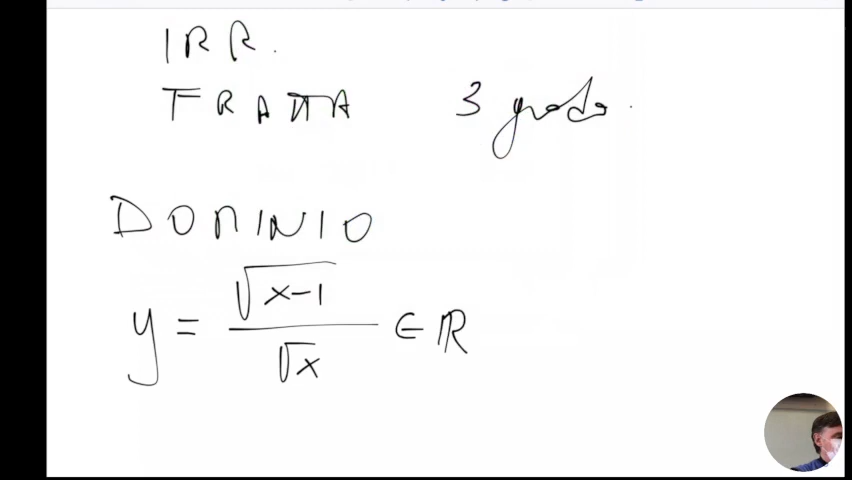 IRR.
FRATTA 3 grado.
DOMINIO
y = √(x-1) / √x ∈ ℝ